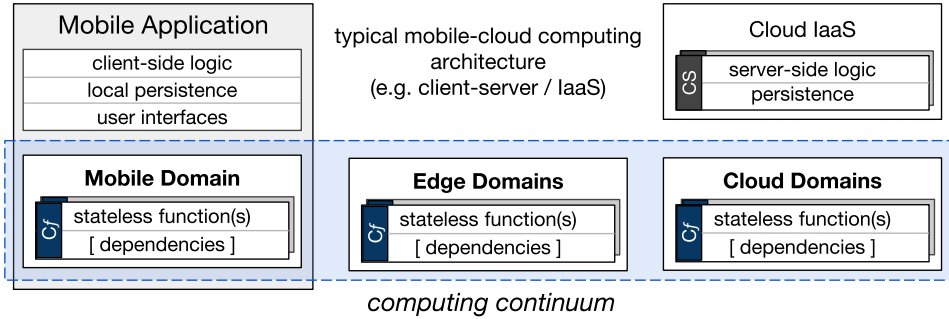 Mobile Application
client-side logic
local persistence
user interfaces
typical mobile-cloud computing
architecture
(e.g. client-server / IaaS)
Cloud IaaS
CS
server-side logic
persistence
Mobile Domain
Cf
stateless function(s)
[ dependencies ]
Edge Domains
Cf
stateless function(s)
[ dependencies ]
Cloud Domains
Cf
stateless function(s)
[ dependencies ]
computing continuum